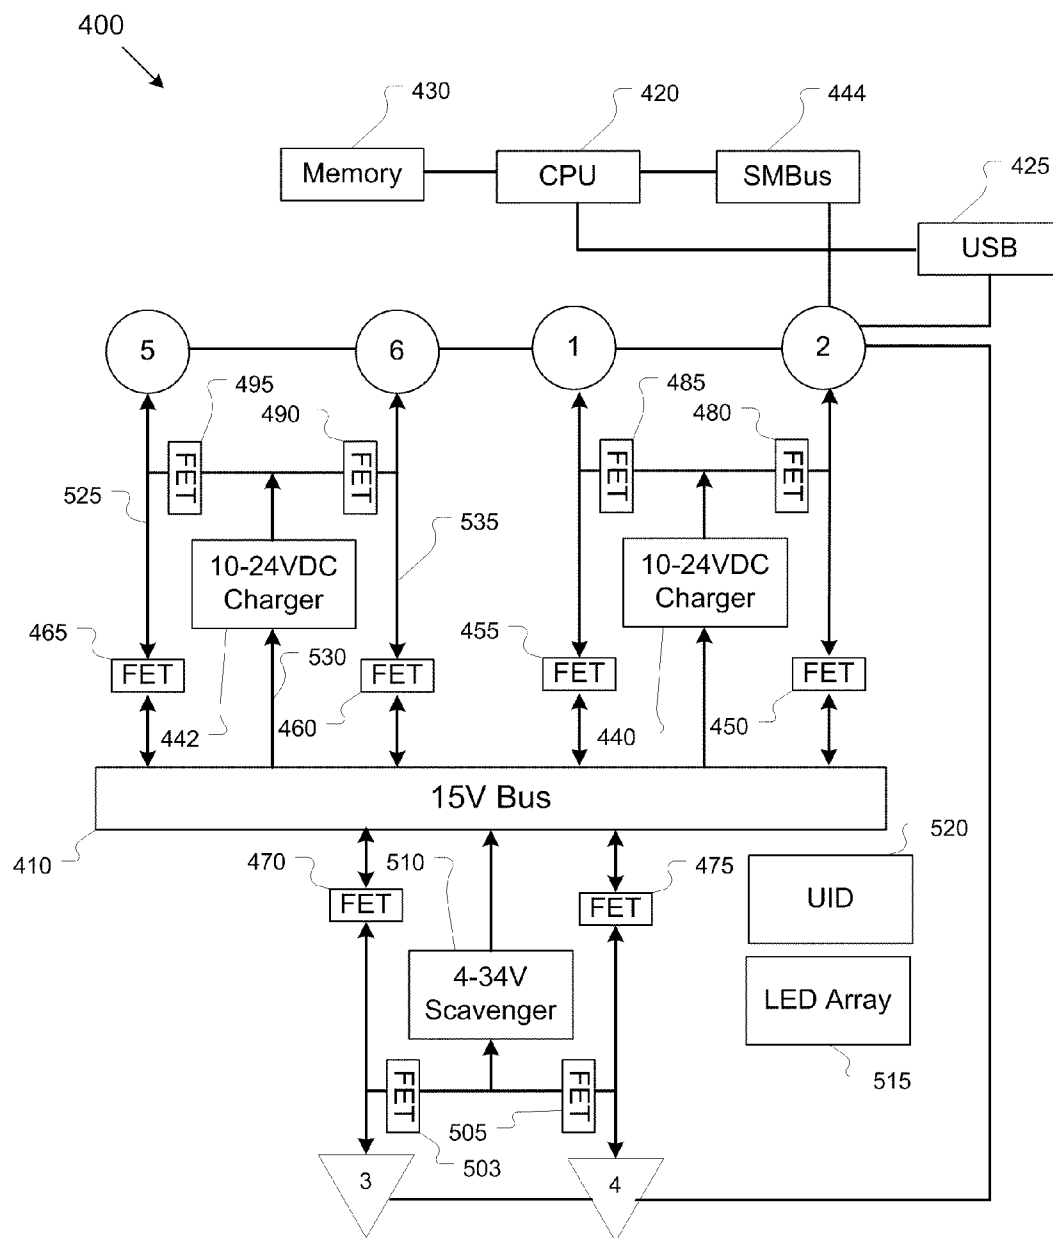 400
430
420
444
425
Memory
CPU
SMBus
USB
5
6
1
2
495
490
485
480
FET
FET
FET
FET
525
535
10-24VDC
Charger
10-24VDC
Charger
465
455
FET
FET
FET
FET
530
442
460
440
450
15V Bus
410
470
510
475
520
FET
FET
UID
4-34V
Scavenger
LED Array
FET
FET
515
505
503
3
4